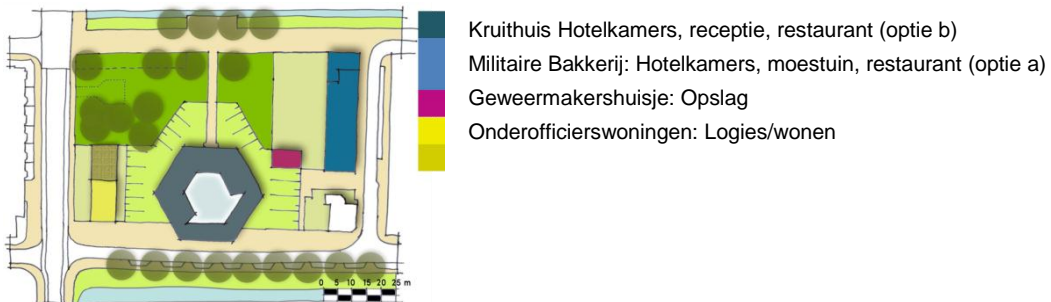 Kruithuis Hotelkamers, receptie, restaurant (optie b)
Militaire Bakkerij: Hotelkamers, moestuin, restaurant (optie a)
Geweermakershuisje: Opslag
Onderofficierswoningen: Logies/wonen
0 5 10 15 20 25 m